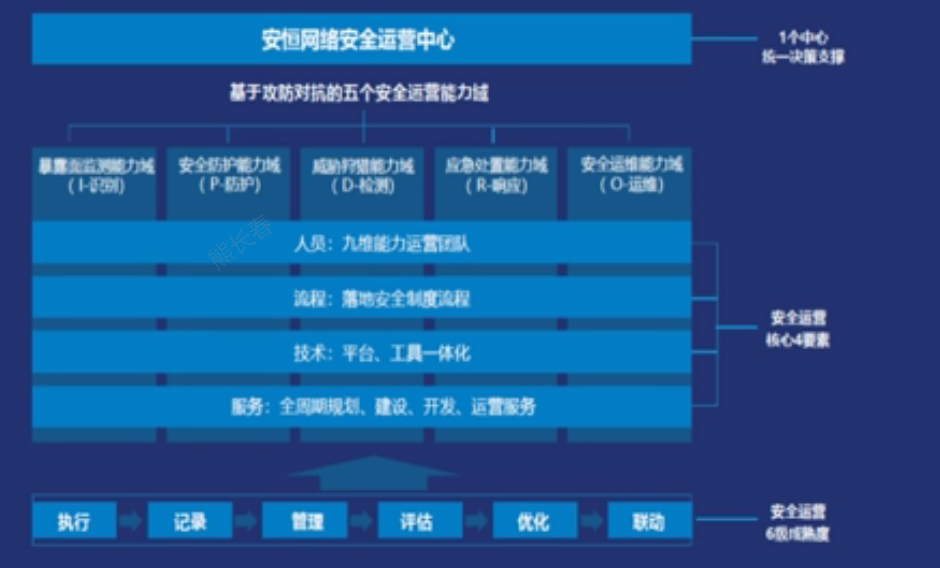 安恒网络安全运营中心
1个中心
统一决策支撑
基于攻防对抗的五个安全运营能力域
暴露面监测能力域
(I-识别)
安全防护能力域
(P-防护)
威胁狩猎能力域
(D-检测)
应急处置能力域
(R-响应)
安全运维能力域
(O-运维)
熊长春
人员：九维能力运营团队
流程：落地安全制度流程
技术：平台、工具一体化
服务：全周期规划、建设、开发、运营服务
安全运营
核心4要素
执行
记录
管理
评估
优化
联动
安全运营
6级成熟度